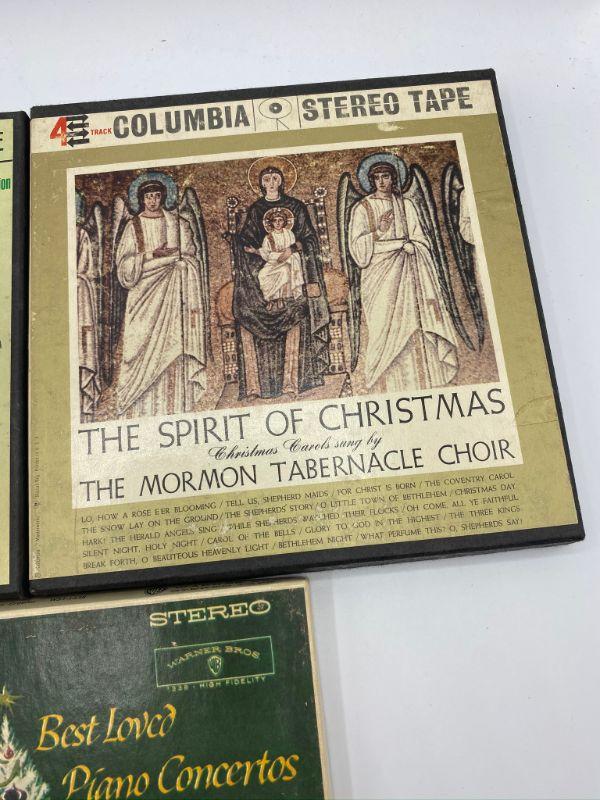 E
ion
4 TRACK COLUMBIA STEREO TAPE
THE SPIRIT OF CHRISTMAS
Christmas Carols sung by
THE MORMON TABERNACLE CHOIR
LO, HOW A ROSE E'ER BLOOMING / TELL US, SHEPHERD MAIDS / FOR CHRIST IS BORN / THE COVENTRY CAROL
THE SNOW LAY ON THE GROUND / THE SHEPHERDS' STORY / O LITTLE TOWN OF BETHLEHEM / CHRISTMAS DAY
HARK! THE HERALD ANGELS SING / WHILE SHEPHERDS WATCHED THEIR FLOCKS / OH COME, ALL YE FAITHFUL
SILENT NIGHT, HOLY NIGHT / CAROL OF THE BELLS / GLORY TO GOD IN THE HIGHEST / THE THREE KINGS
BREAK FORTH, O BEAUTEOUS HEAVENLY LIGHT / BETHLEHEM NIGHT / WHAT PERFUME THIS? O, SHEPHERDS SAY!
STEREO
WARNER BROS
WB
HIGH FIDELITY
Best Loved
Piano Concertos